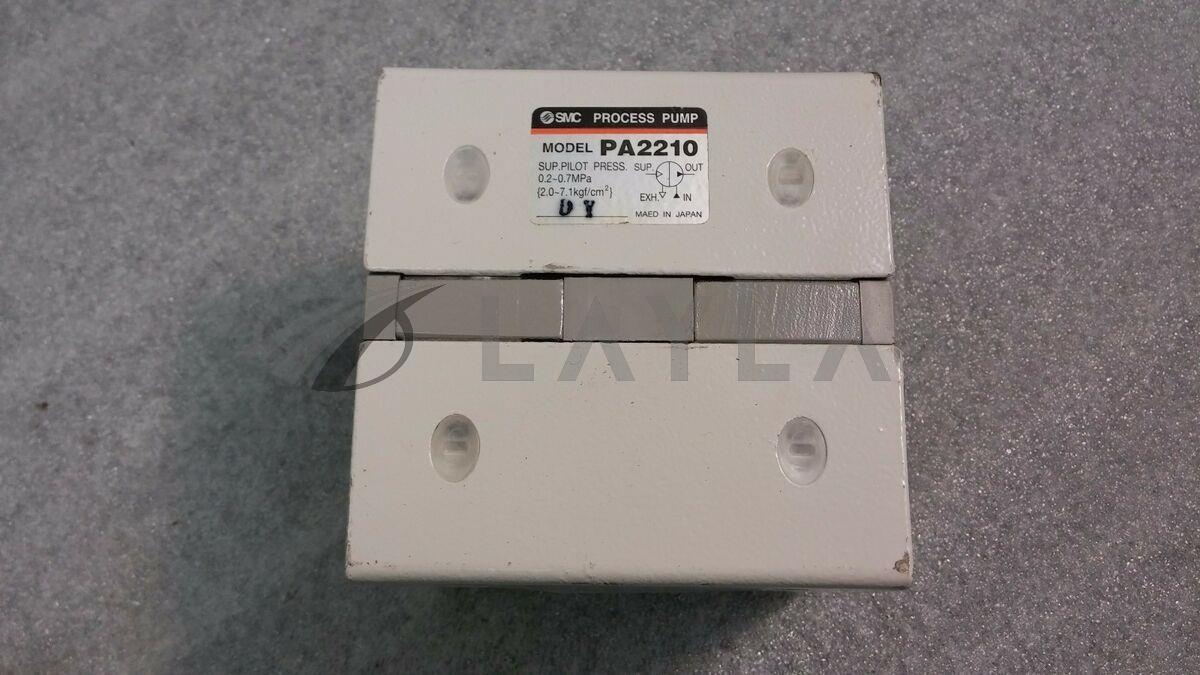 SMC PROCESS PUMP
MODEL PA2210
SUP.PILOT PRESS. SUP. OUT
0.2~0.7MPa
{2.0~7.1kgf/cm²}
EXH. IN
UY
MAED IN JAPAN
LAYLA